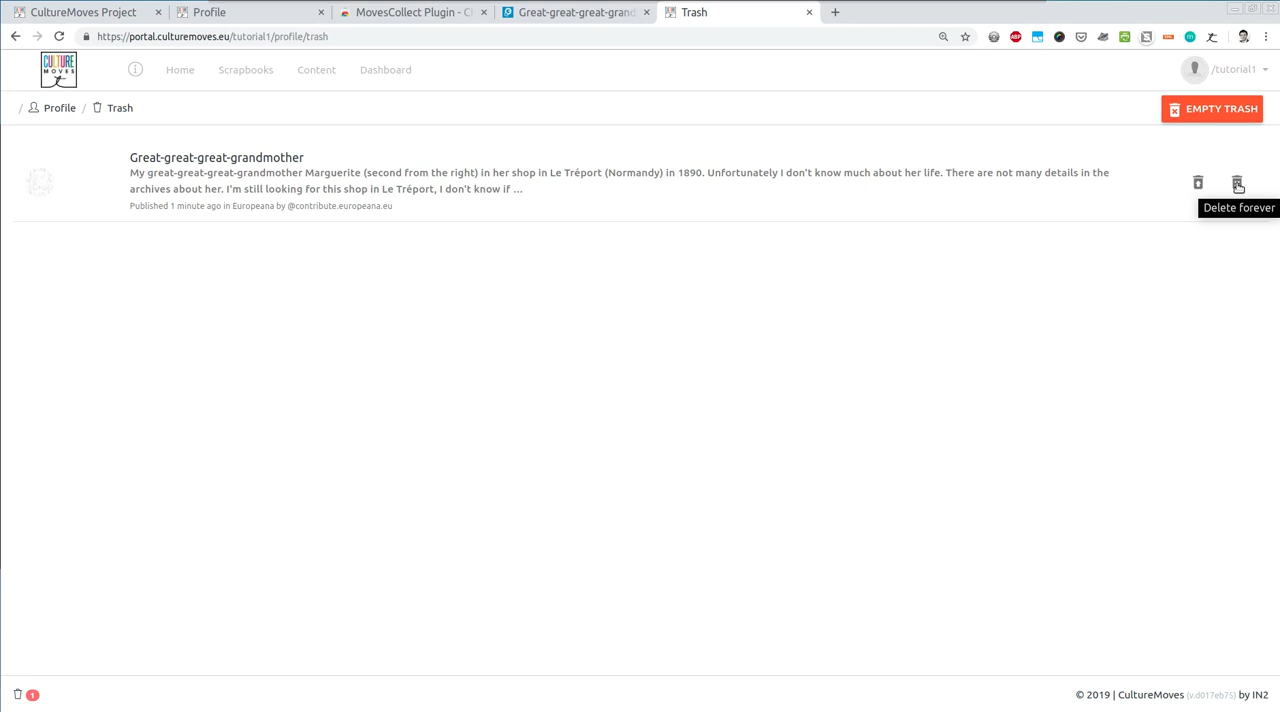 CultureMoves Project
Profile
MovesCollect Plugin - C
Great-great-great-grand
Trash
https://portal.culturemoves.eu/tutorial1/profile/trash
CULTURE
MOVES
Home
Scrapbooks
Content
Dashboard
/tutorial1
/ Profile / Trash
EMPTY TRASH
Great-great-great-grandmother
My great-great-great-grandmother Marguerite (second from the right) in her shop in Le Tréport (Normandy) in 1890. Unfortunately I don't know much about her life. There are not many details in the
archives about her. I'm still looking for this shop in Le Tréport, I don't know if ...
Published 1 minute ago in Europeana by @contribute.europeana.eu
Delete forever
1
© 2019 | CultureMoves (v.d017eb75) by IN2